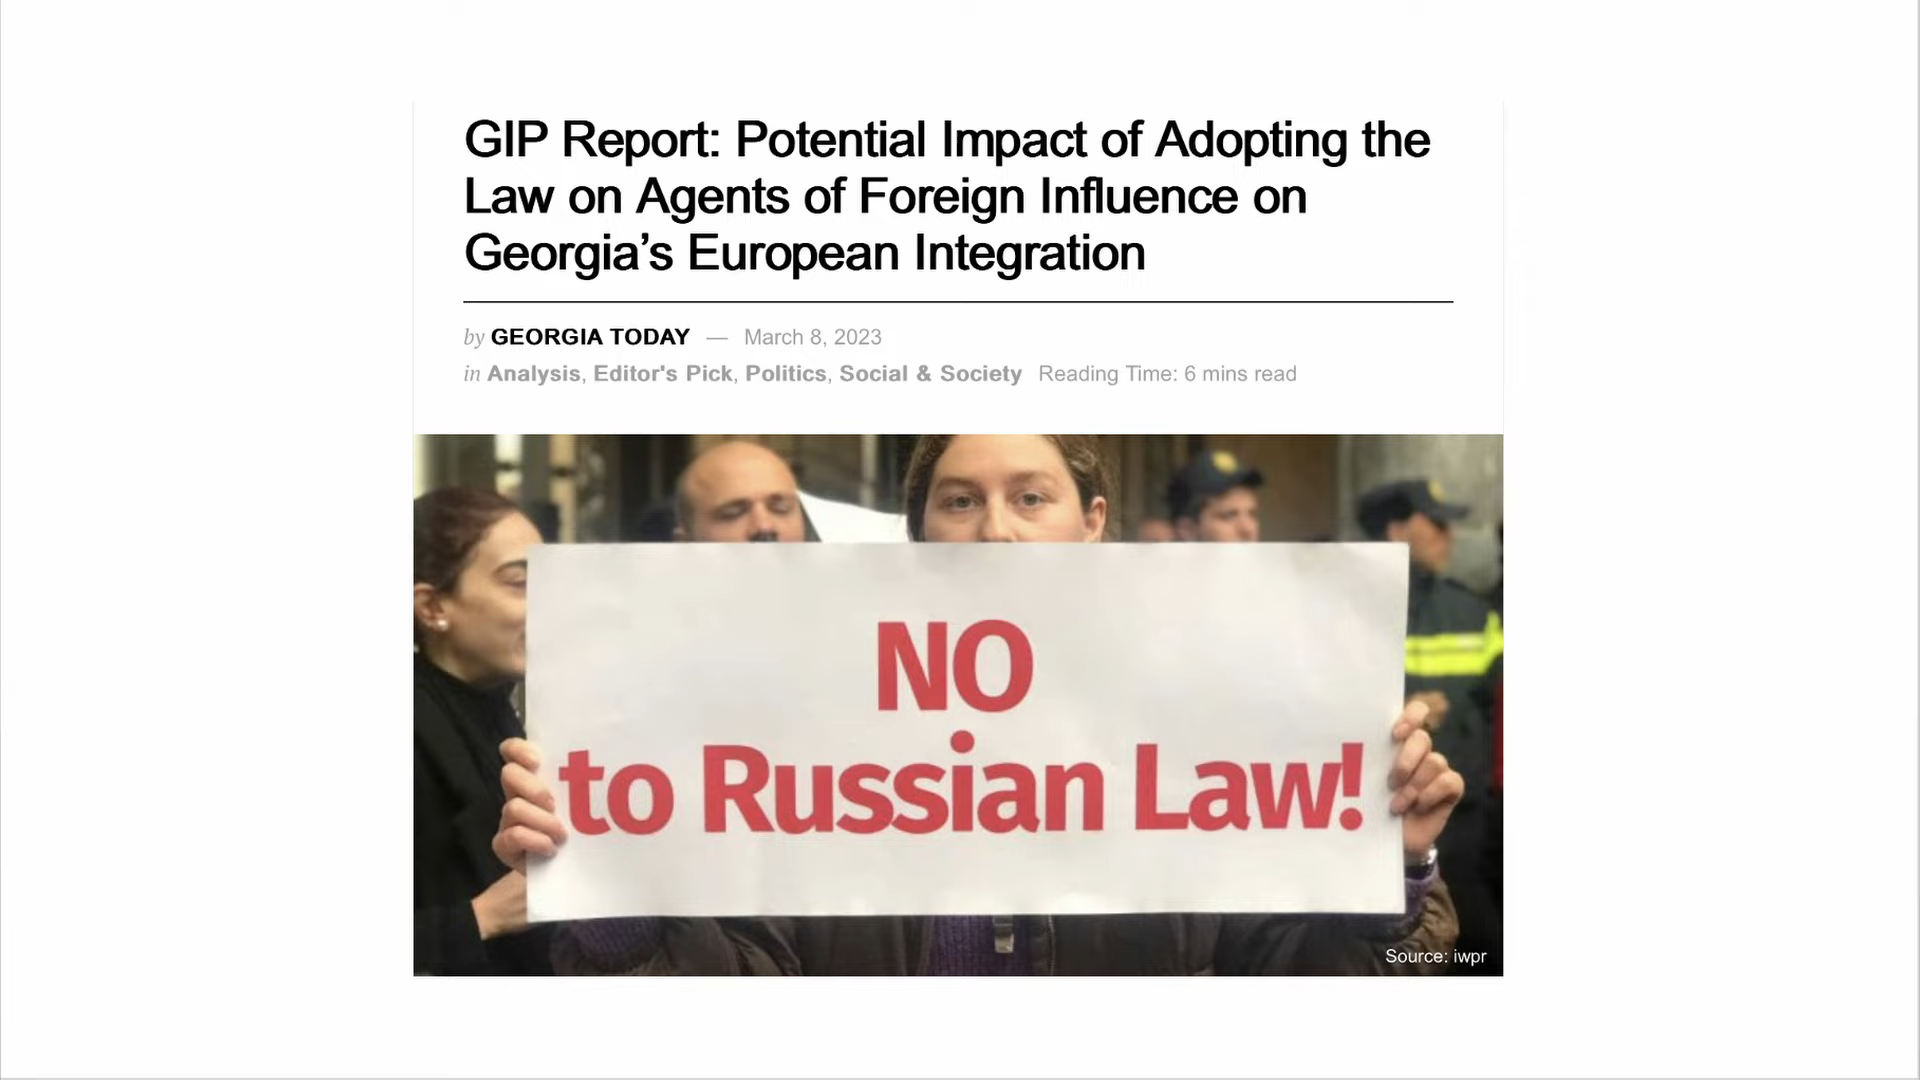 GIP Report: Potential Impact of Adopting the
Law on Agents of Foreign Influence on
Georgia’s European Integration
by GEORGIA TODAY — March 8, 2023
in Analysis, Editor's Pick, Politics, Social & Society Reading Time: 6 mins read
NO
to Russian Law!
Source: iwpr